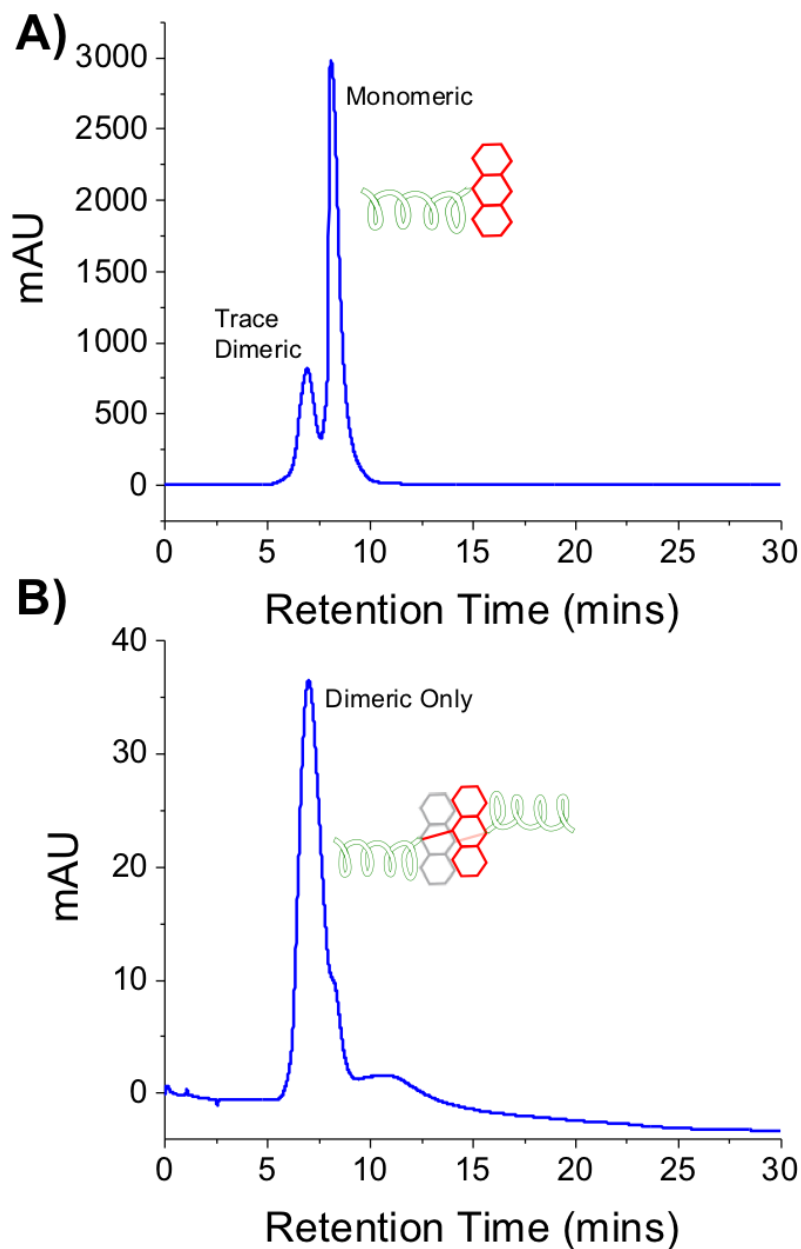 A)
3000
2500
2000
1500
1000
500
0
mAU
Monomeric
Trace
Dimeric
0 5 10 15 20 25 30
Retention Time (mins)
B)
40
30
20
10
0
mAU
Dimeric Only
0 5 10 15 20 25 30
Retention Time (mins)